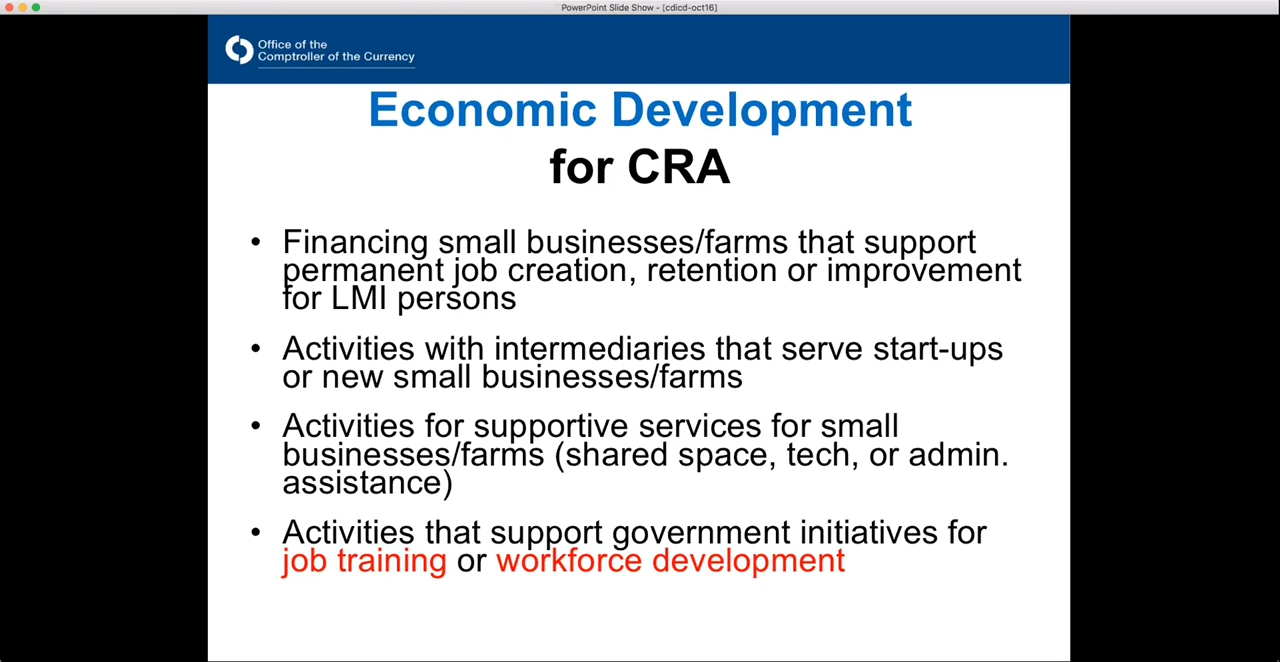 PowerPoint Slide Show - [cdicd-oct16]
Office of the
Comptroller of the Currency
Economic Development
for CRA
• Financing small businesses/farms that support
permanent job creation, retention or improvement
for LMI persons
• Activities with intermediaries that serve start-ups
or new small businesses/farms
• Activities for supportive services for small
businesses/farms (shared space, tech, or admin.
assistance)
• Activities that support government initiatives for
job training or workforce development